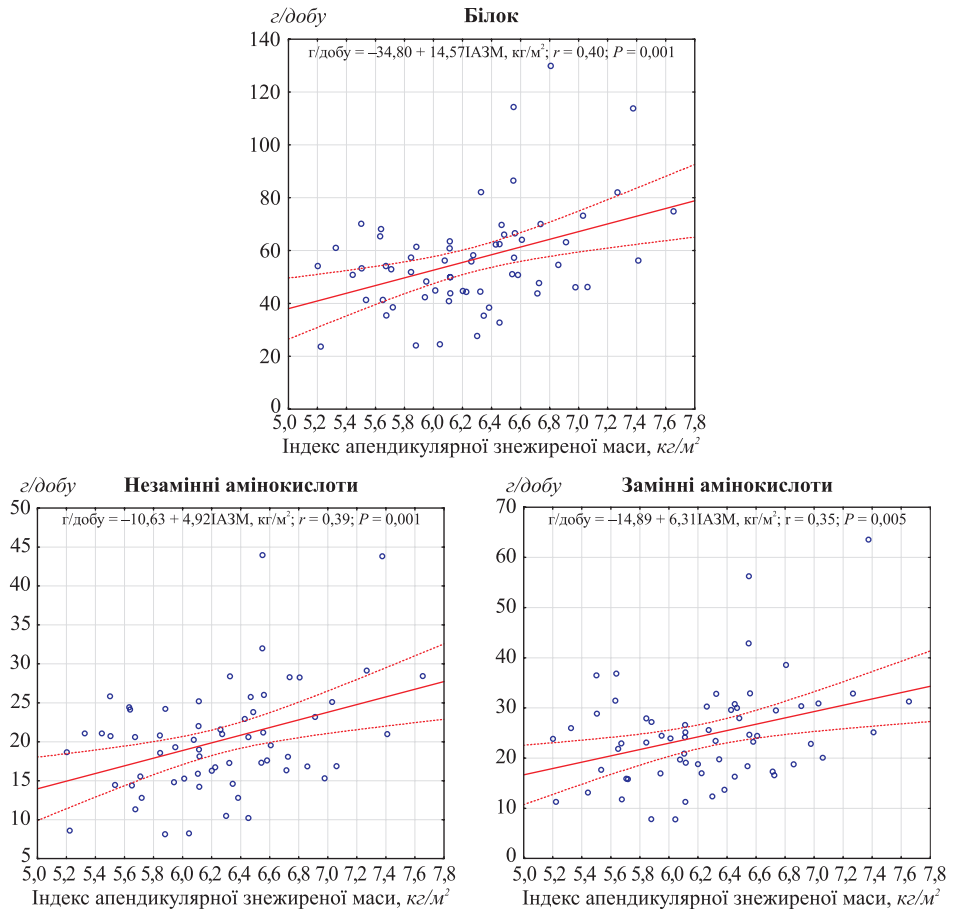 г/добу
Білок
г/добу = –34,80 + 14,57ІАЗМ, кг/м²; r = 0,40; P = 0,001
140
120
100
80
60
40
20
0
5,0 5,2 5,4 5,6 5,8 6,0 6,2 6,4 6,6 6,8 7,0 7,2 7,4 7,6 7,8
Індекс апендикулярної знежиреної маси, кг/м²
г/добу
Незамінні амінокислоти
г/добу = –10,63 + 4,92ІАЗМ, кг/м²; r = 0,39; P = 0,001
50
45
40
35
30
25
20
15
10
5
5,0 5,2 5,4 5,6 5,8 6,0 6,2 6,4 6,6 6,8 7,0 7,2 7,4 7,6 7,8
Індекс апендикулярної знежиреної маси, кг/м²
г/добу
Замінні амінокислоти
г/добу = –14,89 + 6,31ІАЗМ, кг/м²; r = 0,35; P = 0,005
70
60
50
40
30
20
10
0
5,0 5,2 5,4 5,6 5,8 6,0 6,2 6,4 6,6 6,8 7,0 7,2 7,4 7,6 7,8
Індекс апендикулярної знежиреної маси, кг/м²